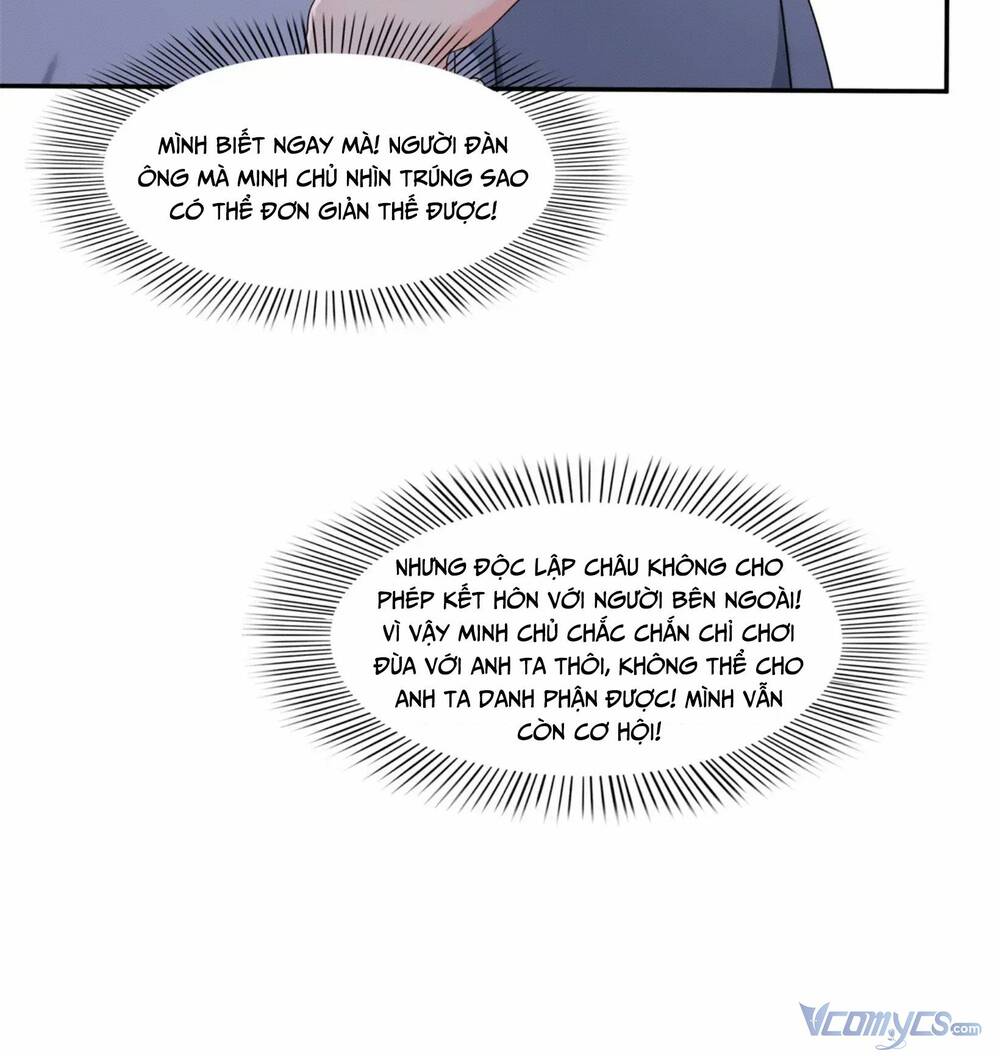 MÌNH BIẾT NGAY MÀ! NGƯỜI ĐÀN
ÔNG MÀ MINH CHỦ NHÌN TRÚNG SAO
CÓ THỂ ĐƠN GIẢN THẾ ĐƯỢC!
NHƯNG ĐỘC LẬP CHÂU KHÔNG CHO
PHÉP KẾT HÔN VỚI NGƯỜI BÊN NGOÀI!
VÌ VẬY MINH CHỦ CHẮC CHẮN CHỈ CHƠI
ĐÙA VỚI ANH TA THÔI, KHÔNG THỂ CHO
ANH TA DANH PHẬN ĐƯỢC! MÌNH VẪN
CÒN CƠ HỘI!
VCOMYCS.com